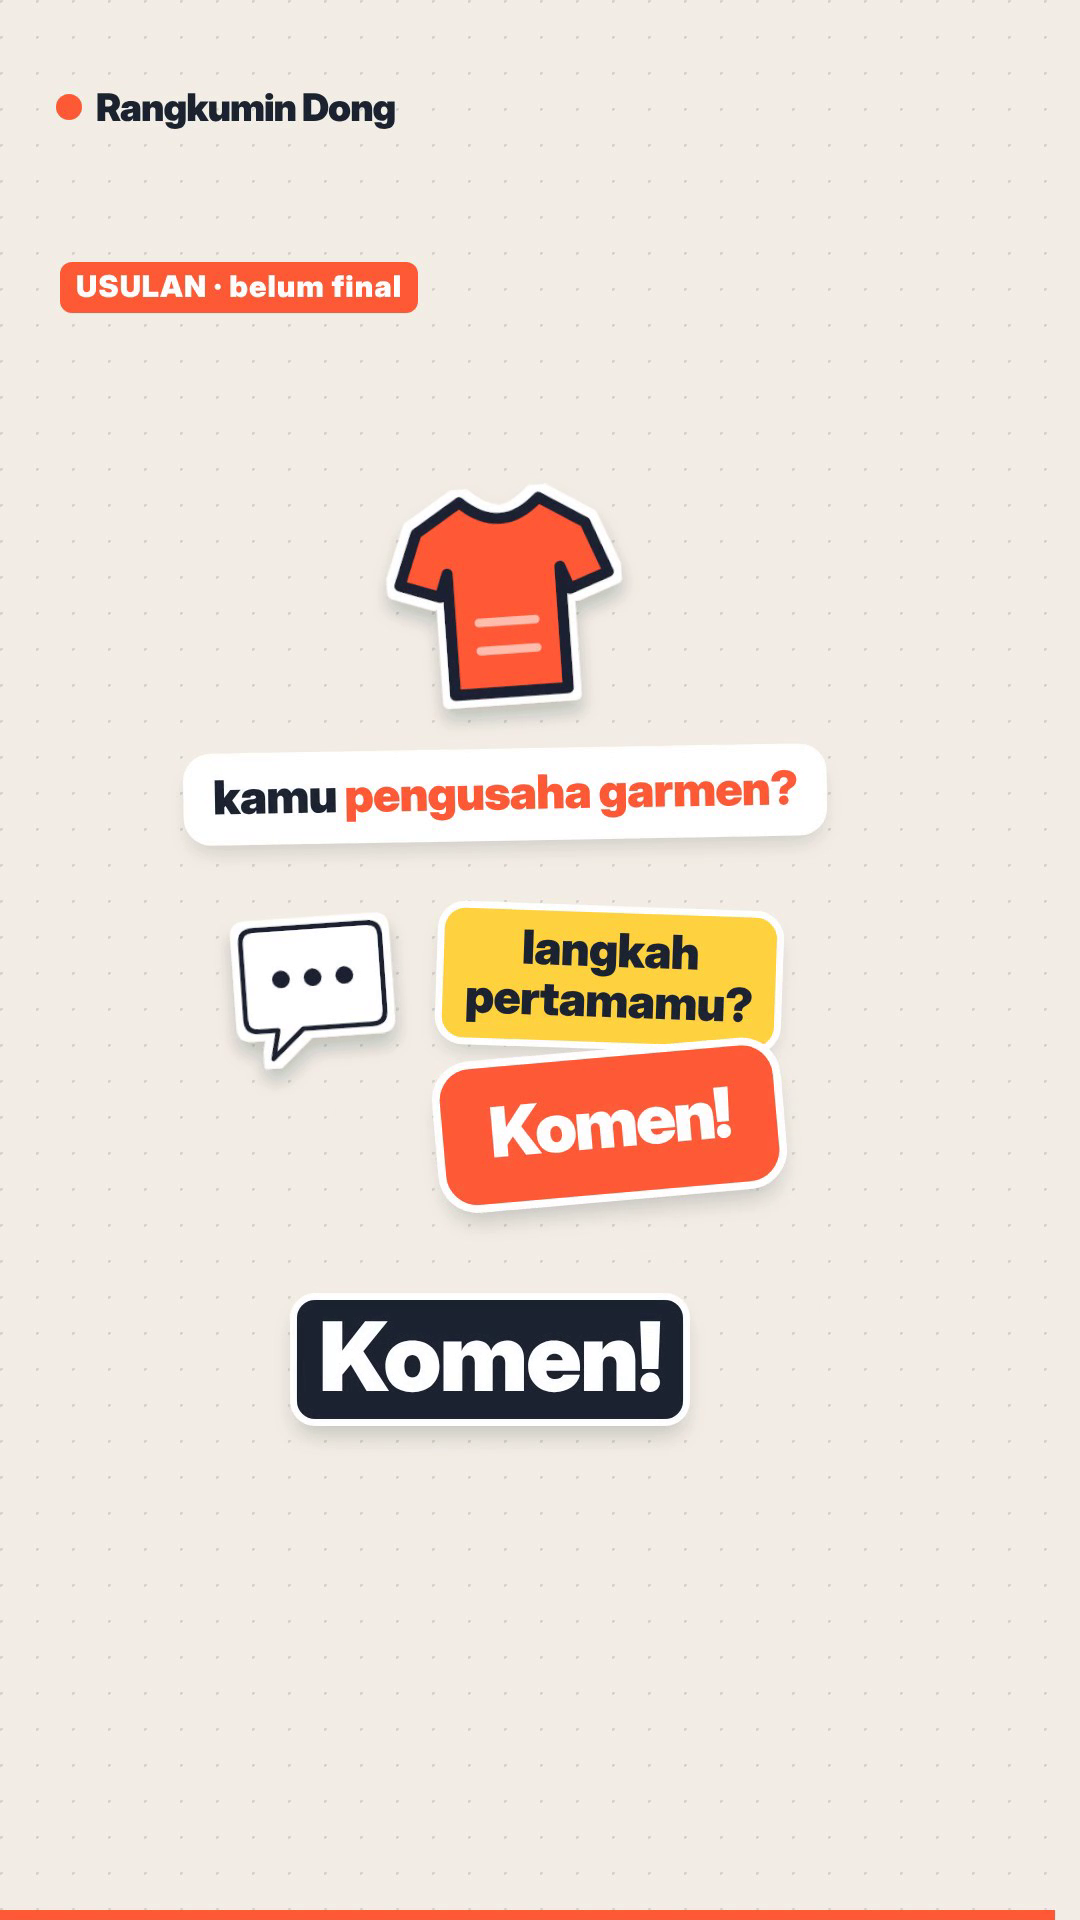 Rangkumin Dong
USULAN · belum final
kamu pengusaha garmen?
langkah
pertamamu?
Komen!
Komen!